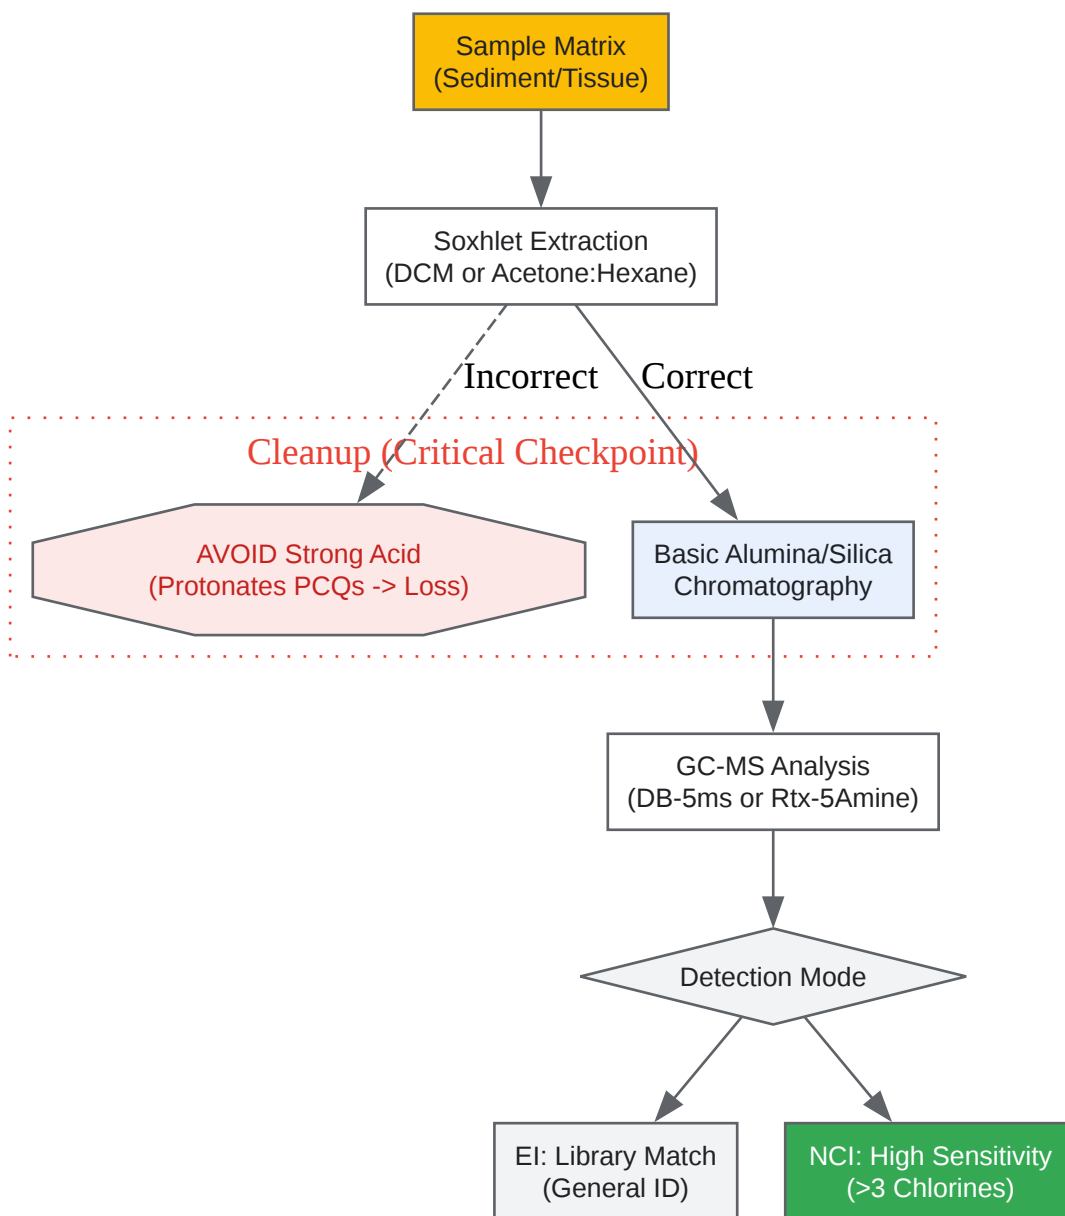 Sample Matrix
(Sediment/Tissue)
Soxhlet Extraction
(DCM or Acetone:Hexane)
Incorrect
Correct
Cleanup (Critical Checkpoint)
AVOID Strong Acid
(Protonates PCQs -> Loss)
Basic Alumina/Silica
Chromatography
GC-MS Analysis
(DB-5ms or Rtx-5Amine)
Detection Mode
EI: Library Match
(General ID)
NCI: High Sensitivity
(>3 Chlorines)